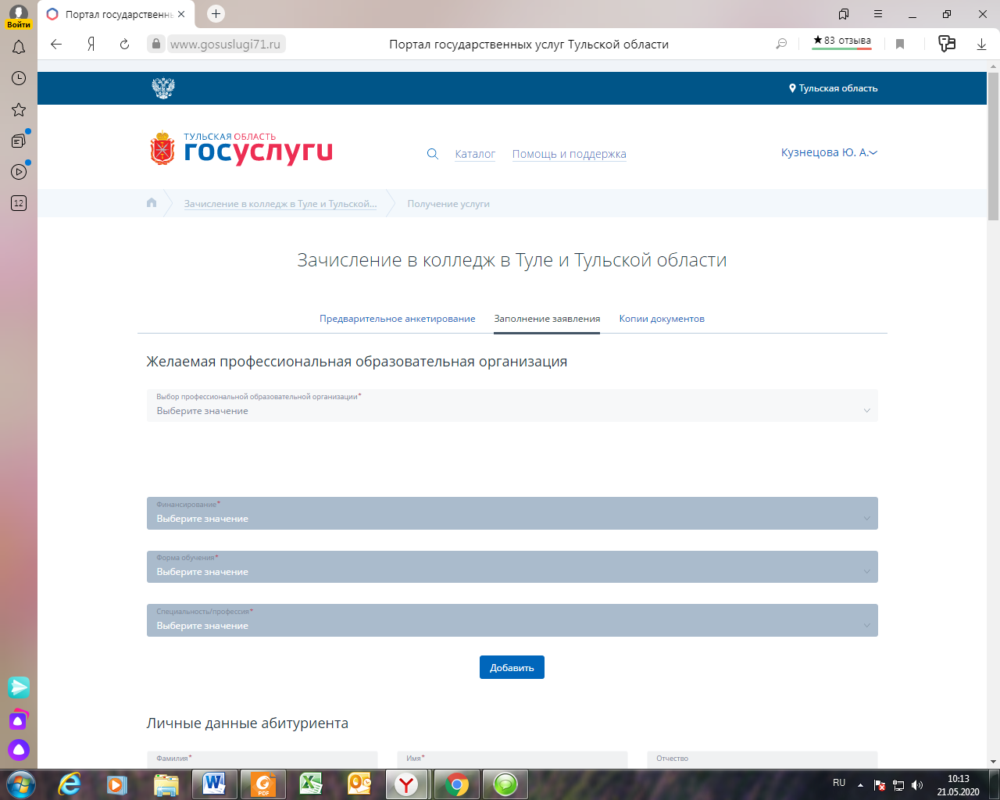 Войти
12
Портал государственнь
www.gosuslugi71.ru
Портал государственных услуг Тульской области
★83 отзыва
Тульская область
ТУЛЬСКАЯ ОБЛАСТЬ
госуслуги
Каталог
Помощь и поддержка
Кузнецова Ю. А.
Зачисление в колледж в Туле и Тульской...
Получение услуги
Зачисление в колледж в Туле и Тульской области
Предварительное анкетирование
Заполнение заявления
Копии документов
Желаемая профессиональная образовательная организация
Выбор профессиональной образовательной организации*
Выберите значение
Финансирование*
Выберите значение
Форма обучения*
Выберите значение
Специальность/профессия*
Выберите значение
Добавить
Личные данные абитуриента
Фамилия*
Имя*
Отчество
PDF
RU
10:13
21.05.2020